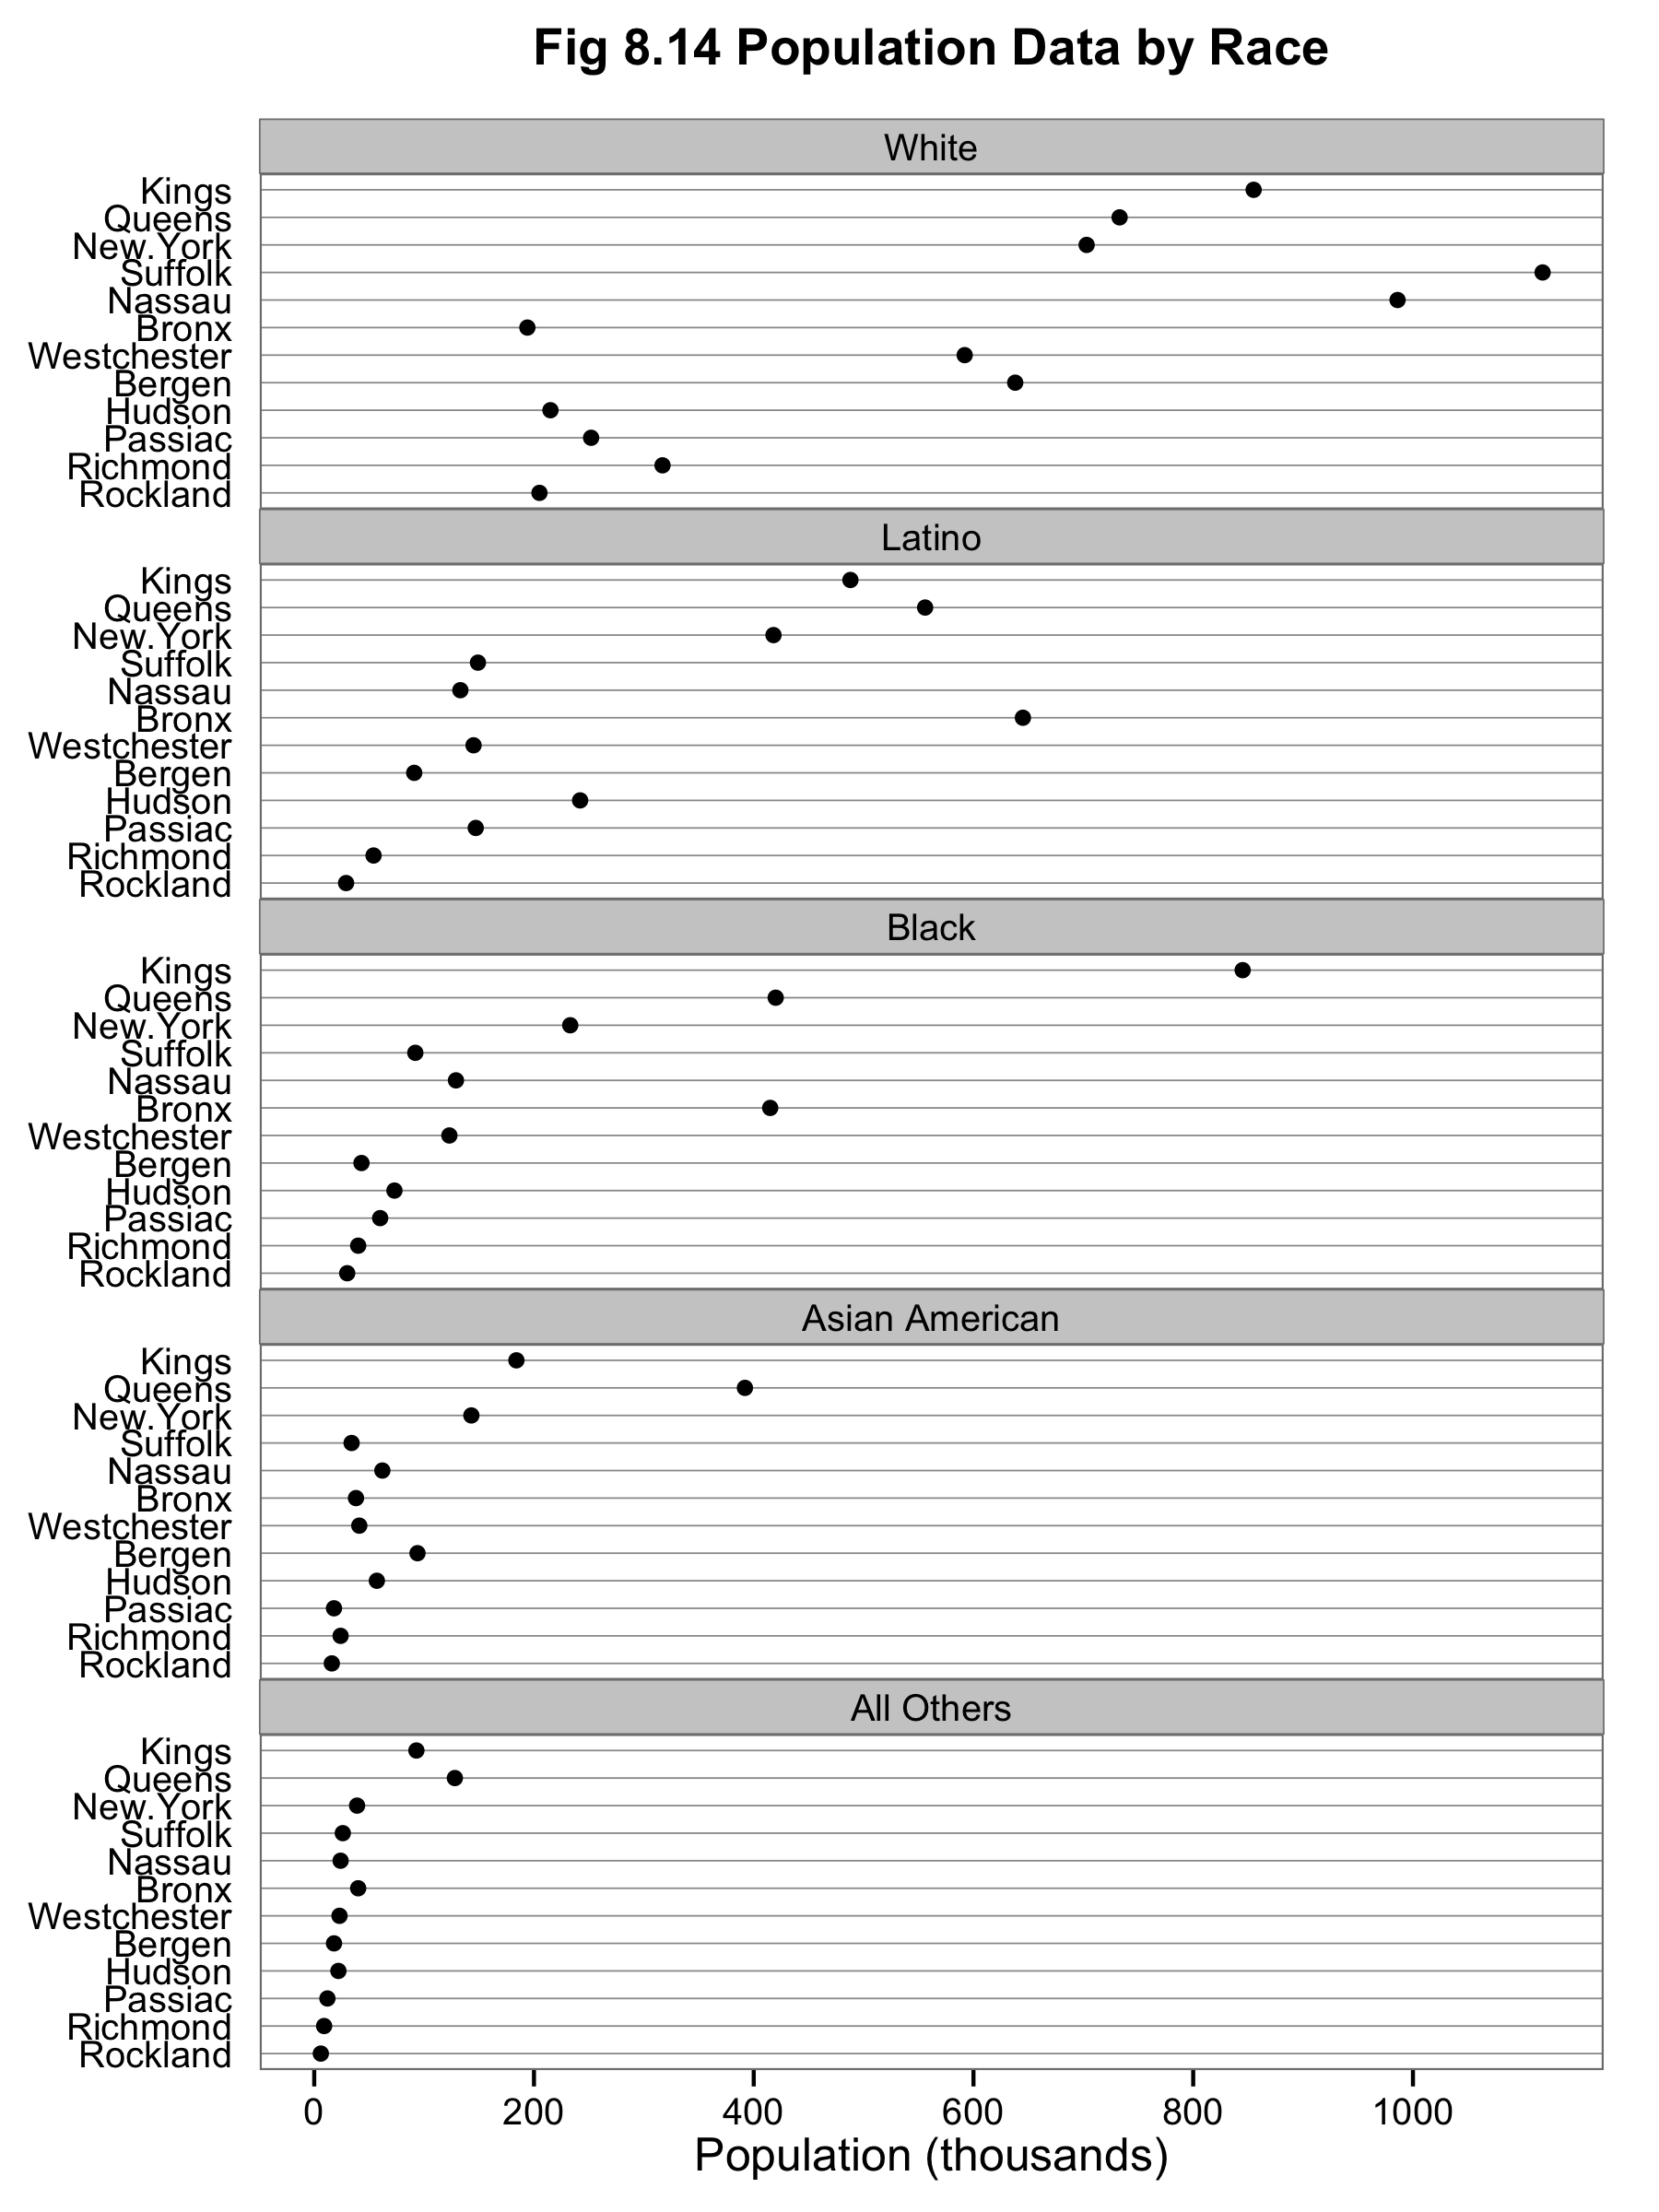 Fig 8.14 Population Data by Race
White
Kings
Queens
New.York
Suffolk
Nassau
Bronx
Westchester
Bergen
Hudson
Passiac
Richmond
Rockland
Latino
Kings
Queens
New.York
Suffolk
Nassau
Bronx
Westchester
Bergen
Hudson
Passiac
Richmond
Rockland
Black
Kings
Queens
New.York
Suffolk
Nassau
Bronx
Westchester
Bergen
Hudson
Passiac
Richmond
Rockland
Asian American
Kings
Queens
New.York
Suffolk
Nassau
Bronx
Westchester
Bergen
Hudson
Passiac
Richmond
Rockland
All Others
Kings
Queens
New.York
Suffolk
Nassau
Bronx
Westchester
Bergen
Hudson
Passiac
Richmond
Rockland
0 200 400 600 800 1000
Population (thousands)